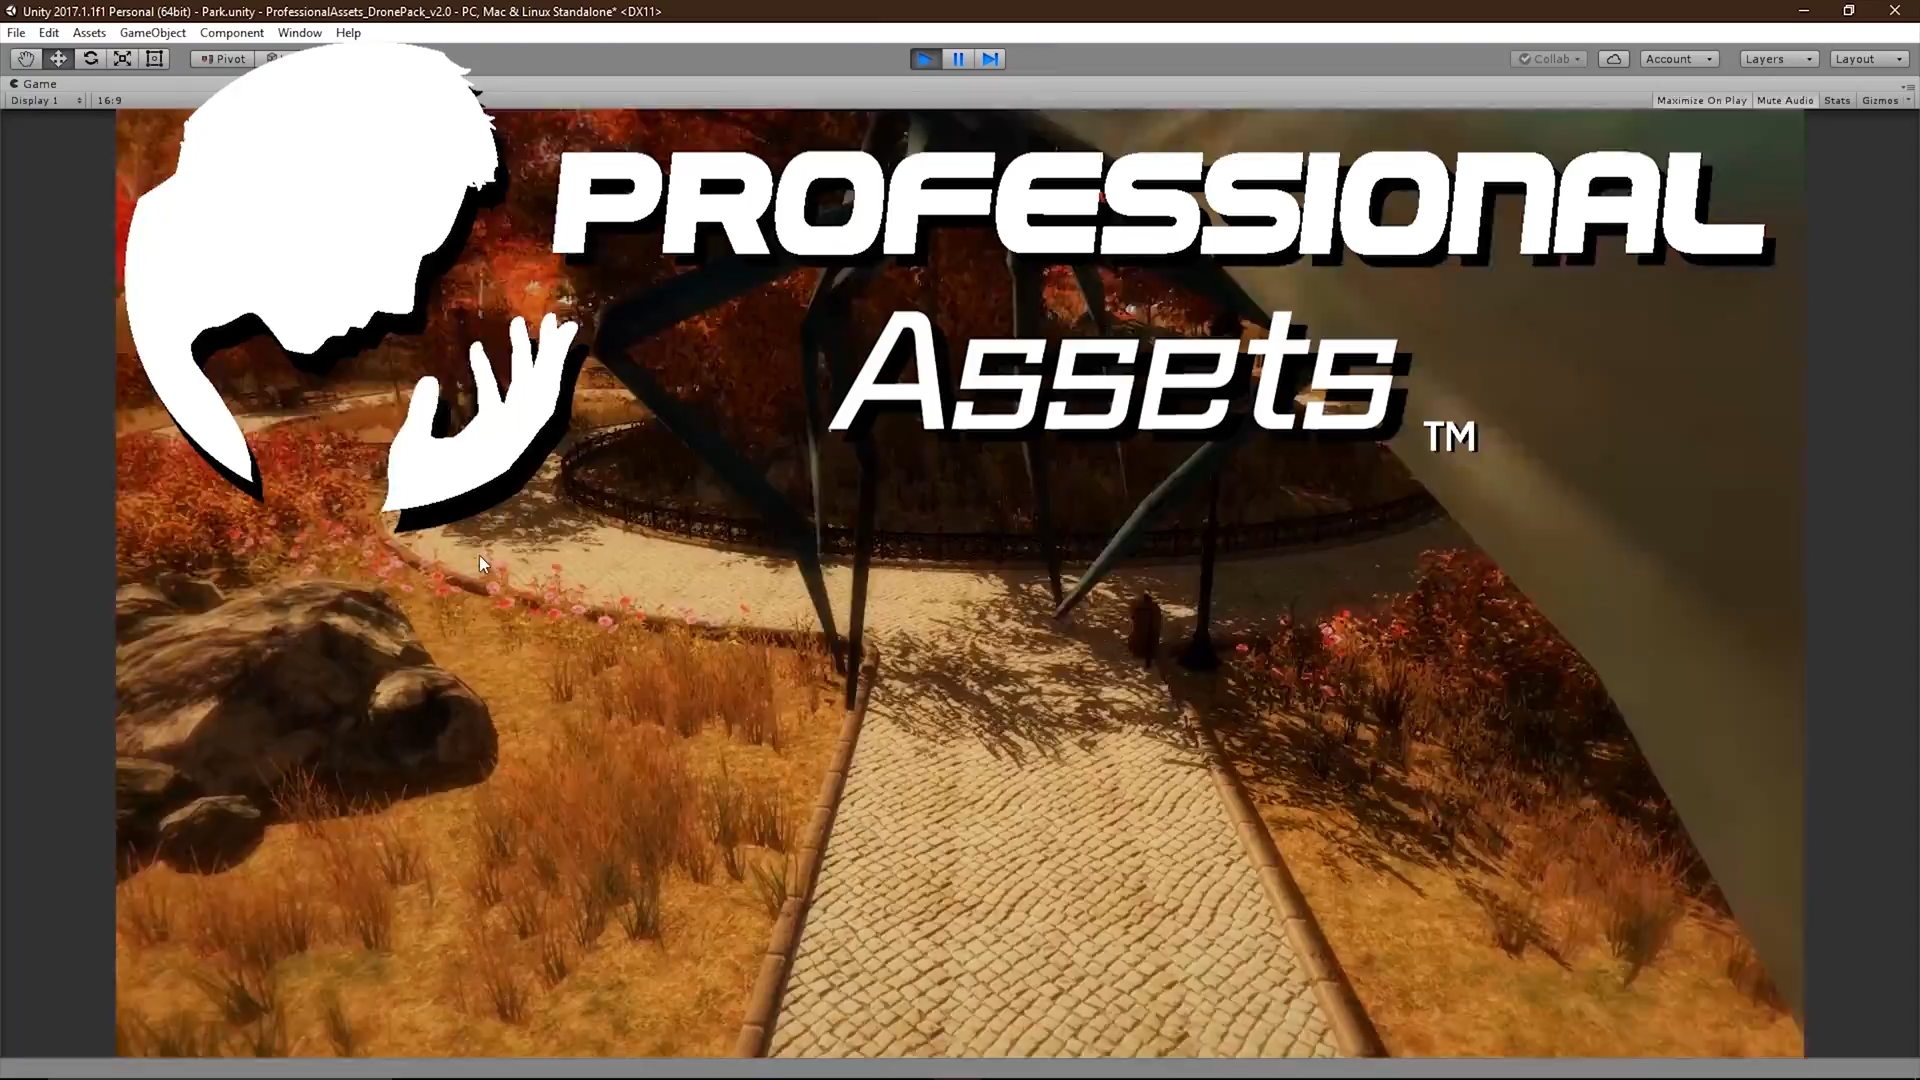 Unity 2017.1.1f1 Personal (64bit) - Park.unity - ProfessionalAssets_DronePack_v2.0 - PC, Mac & Linux Standalone* <DX11>
File Edit Assets GameObject Component Window Help
Pivot Collab Account Layers Layout
Game
Display 1 16:9 Maximize On Play Mute Audio Stats Gizmos
PROFESSIONAL
Assets TM